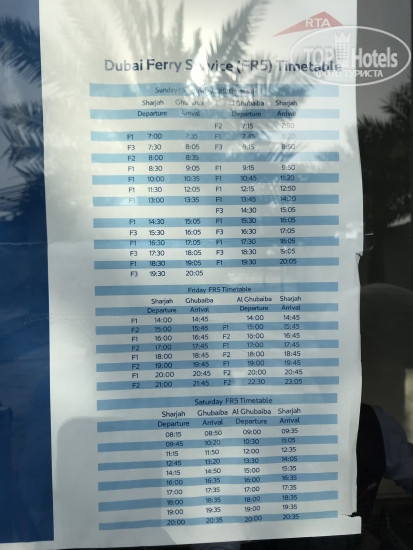 RTA
TopHotels
Dubai Ferry Service (FR5) Timetable
Sharjah Ghubaiba Al Ghubaiba Sharjah
Departure Arrival Departure Arrival
F2 7:15 7:50
F1 7:00 7:35 F1 7:45
F3 7:30 8:05 F3 9:15 8:50
F2 8:00 8:35
F1 8:30 9:05 F1 9:15 9:50
F1 10:00 10:35 F1 10:45 11:20
F1 11:30 12:05 F1 12:15 12:50
F1 13:00 13:35 F1 13:45 14:20
F3 14:30 15:05
F1 14:30 15:05 F1 15:30 16:05
F3 15:30 16:05 F3 16:30 17:05
F1 16:30 17:05 F1 17:30 18:05
F3 17:30 18:05 F3 18:30 19:05
F1 18:30 19:05 F1 19:30 20:05
F3 19:30 20:05
Friday FR5 Timetable
Sharjah Ghubaiba Al Ghubaiba Sharjah
Departure Arrival Departure Arrival
F1 14:00 14:45 14:00 14:45
F2 15:00 15:45 F1 15:00 15:45
F1 16:00 16:45 F2 16:00 16:45
F2 17:00 17:45 F1 17:00 17:45
F1 18:00 18:45 F2 18:00 18:45
F2 19:00 19:45 F1 19:00 19:45
F1 20:00 20:45 F2 20:00 20:45
F2 21:00 21:45 F2 22:30 23:05
Saturday FR5 Timetable
Sharjah Ghubaiba Al Ghubaiba Sharjah
Departure Arrival Departure Arrival
08:15 08:50 09:00 09:35
09:45 10:20 10:30 11:05
11:15 11:50 12:00 12:35
12:45 13:20 13:30 14:05
14:15 14:50 15:00 15:35
16:00 16:35 16:00 16:35
17:00 17:35 17:00 17:35
18:00 18:35 18:00 18:35
19:00 19:35 19:00 19:35
20:00 20:35 20:00 20:35